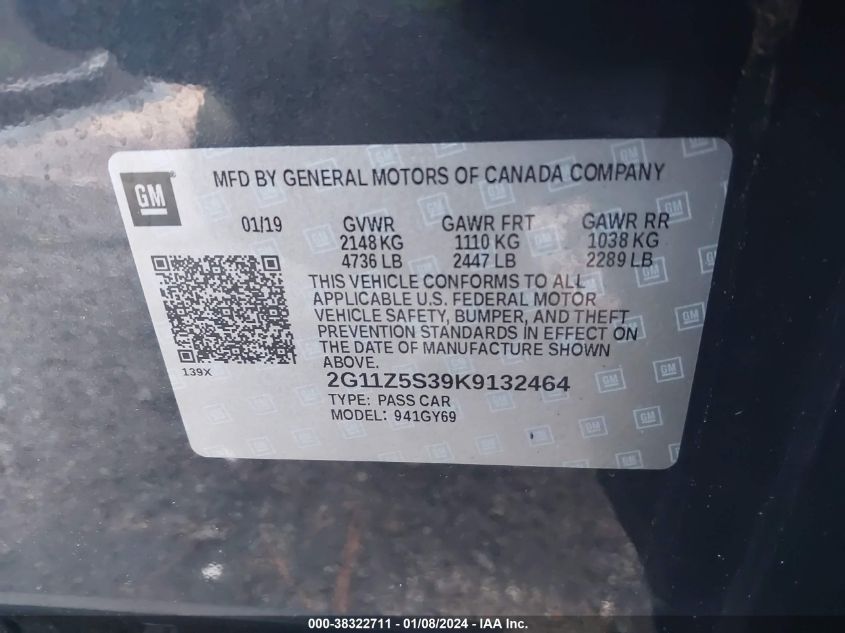 GM
MFD BY GENERAL MOTORS OF CANADA COMPANY
01/19 GVWR GAWR FRT GAWR RR
2148 KG 1110 KG 1038 KG
4736 LB 2447 LB 2289 LB
THIS VEHICLE CONFORMS TO ALL
APPLICABLE U.S. FEDERAL MOTOR
VEHICLE SAFETY, BUMPER, AND THEFT
PREVENTION STANDARDS IN EFFECT ON
THE DATE OF MANUFACTURE SHOWN
ABOVE.
139X
2G11Z5S39K9132464
TYPE: PASS CAR
MODEL: 941GY69
000-38322711 - 01/08/2024 - IAA Inc.